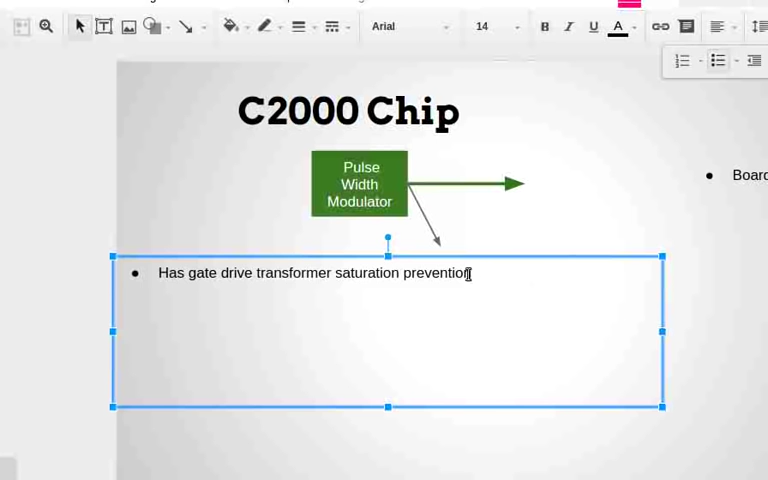 Arial
14
B I U A
C2000 Chip
Pulse
Width
Modulator
Board
Has gate drive transformer saturation prevention